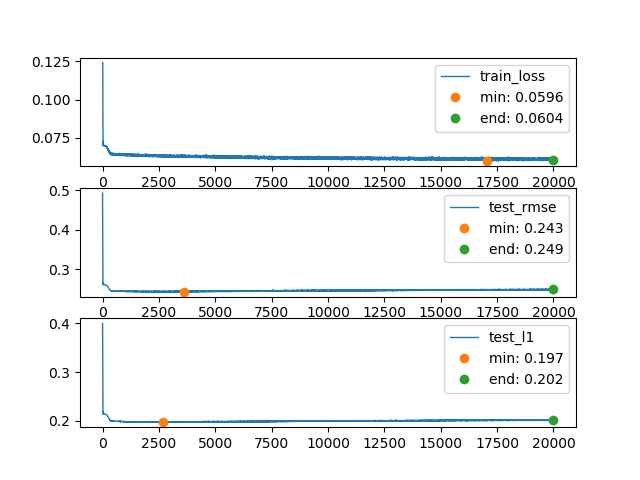 0.125
0.100
0.075
train_loss
min: 0.0596
end: 0.0604
0 2500 5000 7500 10000 12500 15000 17500 20000
0.5
0.4
0.3
test_rmse
min: 0.243
end: 0.249
0 2500 5000 7500 10000 12500 15000 17500 20000
0.4
0.3
0.2
test_l1
min: 0.197
end: 0.202
0 2500 5000 7500 10000 12500 15000 17500 20000